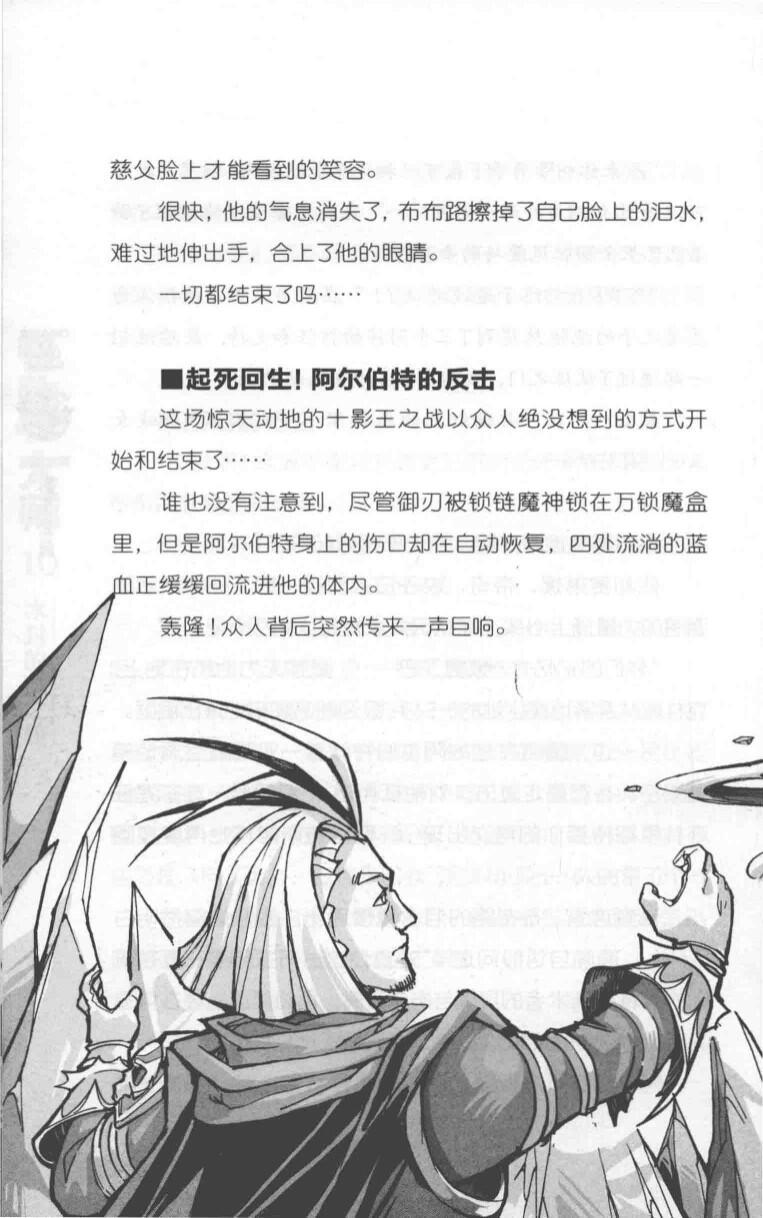 慈父脸上才能看到的笑容。
很快，他的气息消失了，布布路擦掉了自己脸上的泪水，
难过地伸出手，合上了他的眼睛。
一切都结束了吗……
■起死回生！阿尔伯特的反击
这场惊天动地的十影王之战以众人绝没想到的方式开
始和结束了……
谁也没有注意到，尽管御刃被锁链魔神锁在万锁魔盒
里，但是阿尔伯特身上的伤口却在自动恢复，四处流淌的蓝
血正缓缓回流进他的体内。
轰隆！众人背后突然传来一声巨响。